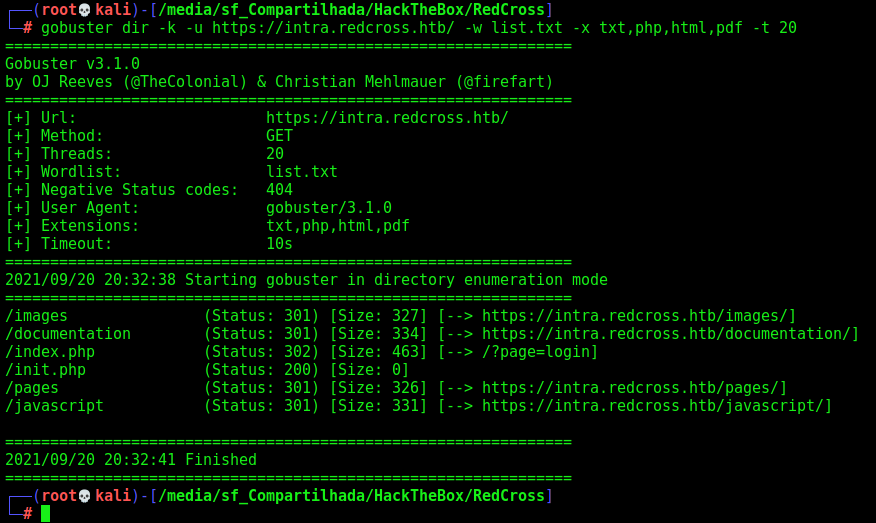 ┌──(root💀kali)-[/media/sf_Compartilhada/HackTheBox/RedCross]
└─# gobuster dir -k -u https://intra.redcross.htb/ -w list.txt -x txt,php,html,pdf -t 20
===============================================================
Gobuster v3.1.0
by OJ Reeves (@TheColonial) & Christian Mehlmauer (@firefart)
===============================================================
[+] Url:                     https://intra.redcross.htb/
[+] Method:                  GET
[+] Threads:                 20
[+] Wordlist:                list.txt
[+] Negative Status codes:   404
[+] User Agent:              gobuster/3.1.0
[+] Extensions:              txt,php,html,pdf
[+] Timeout:                 10s
===============================================================
2021/09/20 20:32:38 Starting gobuster in directory enumeration mode
===============================================================
/images               (Status: 301) [Size: 327] [--> https://intra.redcross.htb/images/]
/documentation        (Status: 301) [Size: 334] [--> https://intra.redcross.htb/documentation/]
/index.php            (Status: 302) [Size: 463] [--> /?page=login]
/init.php             (Status: 200) [Size: 0]
/pages                (Status: 301) [Size: 326] [--> https://intra.redcross.htb/pages/]
/javascript           (Status: 301) [Size: 331] [--> https://intra.redcross.htb/javascript/]

===============================================================
2021/09/20 20:32:41 Finished
===============================================================
┌──(root💀kali)-[/media/sf_Compartilhada/HackTheBox/RedCross]
└─#